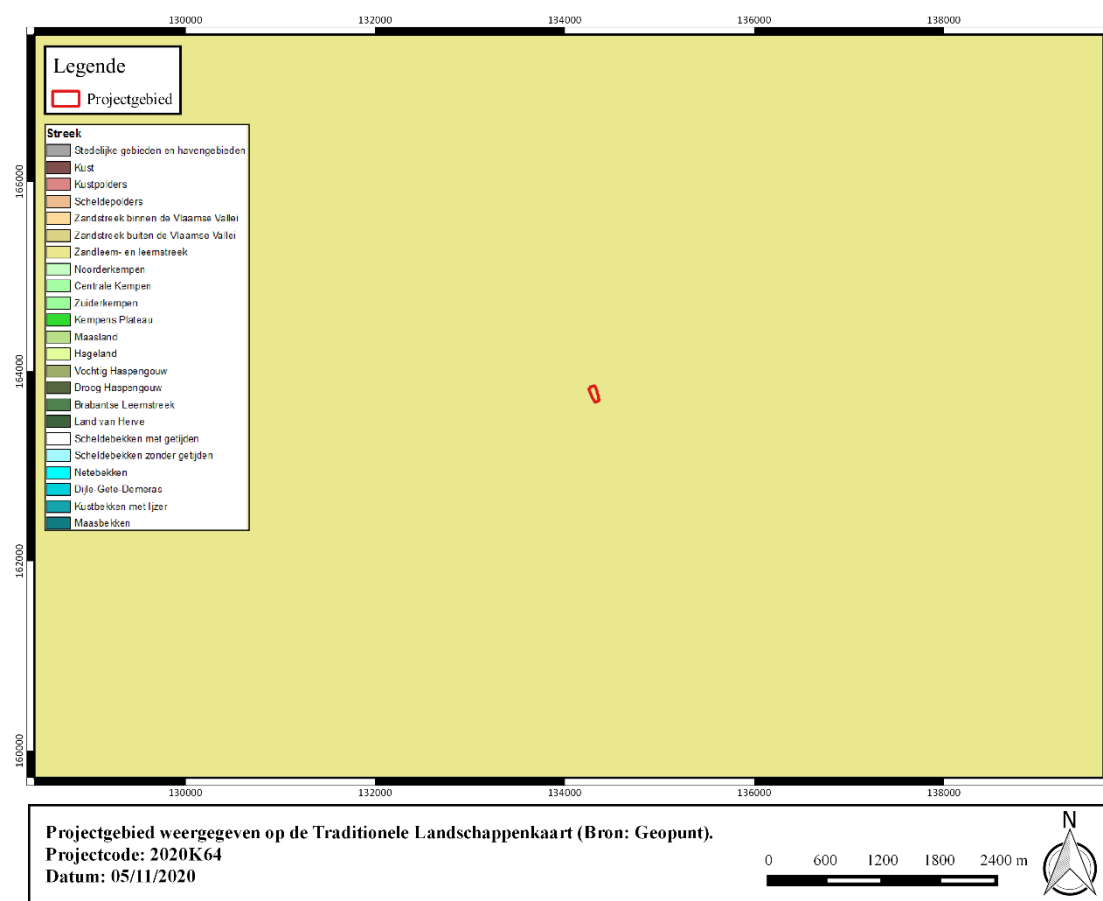 130000 132000 134000 136000 138000
Legende
Projectgebied
Streek
Stedelijke gebieden en havengebieden
Kust
Kustpolders
Scheldepolders
Zandstreek binnen de Vlaamse Vallei
Zandstreek buiten de Vlaamse Vallei
Zandleem- en leemstreek
Noorderkempen
Centrale Kempen
Zuiderkempen
Kempens Plateau
Maasland
Hageland
Vochtig Haspengouw
Droog Haspengouw
Brabantse Leemstreek
Land van Herve
Scheldebekken met getijden
Scheldebekken zonder getijden
Netebekken
Dijle-Gete-Demeras
Kustbekken met Ijzer
Maasbekken
166000
164000
162000
160000
130000 132000 134000 136000 138000
Projectgebied weergegeven op de Traditionele Landschappenkaart (Bron: Geopunt).
Projectcode: 2020K64
Datum: 05/11/2020
0 600 1200 1800 2400 m
N